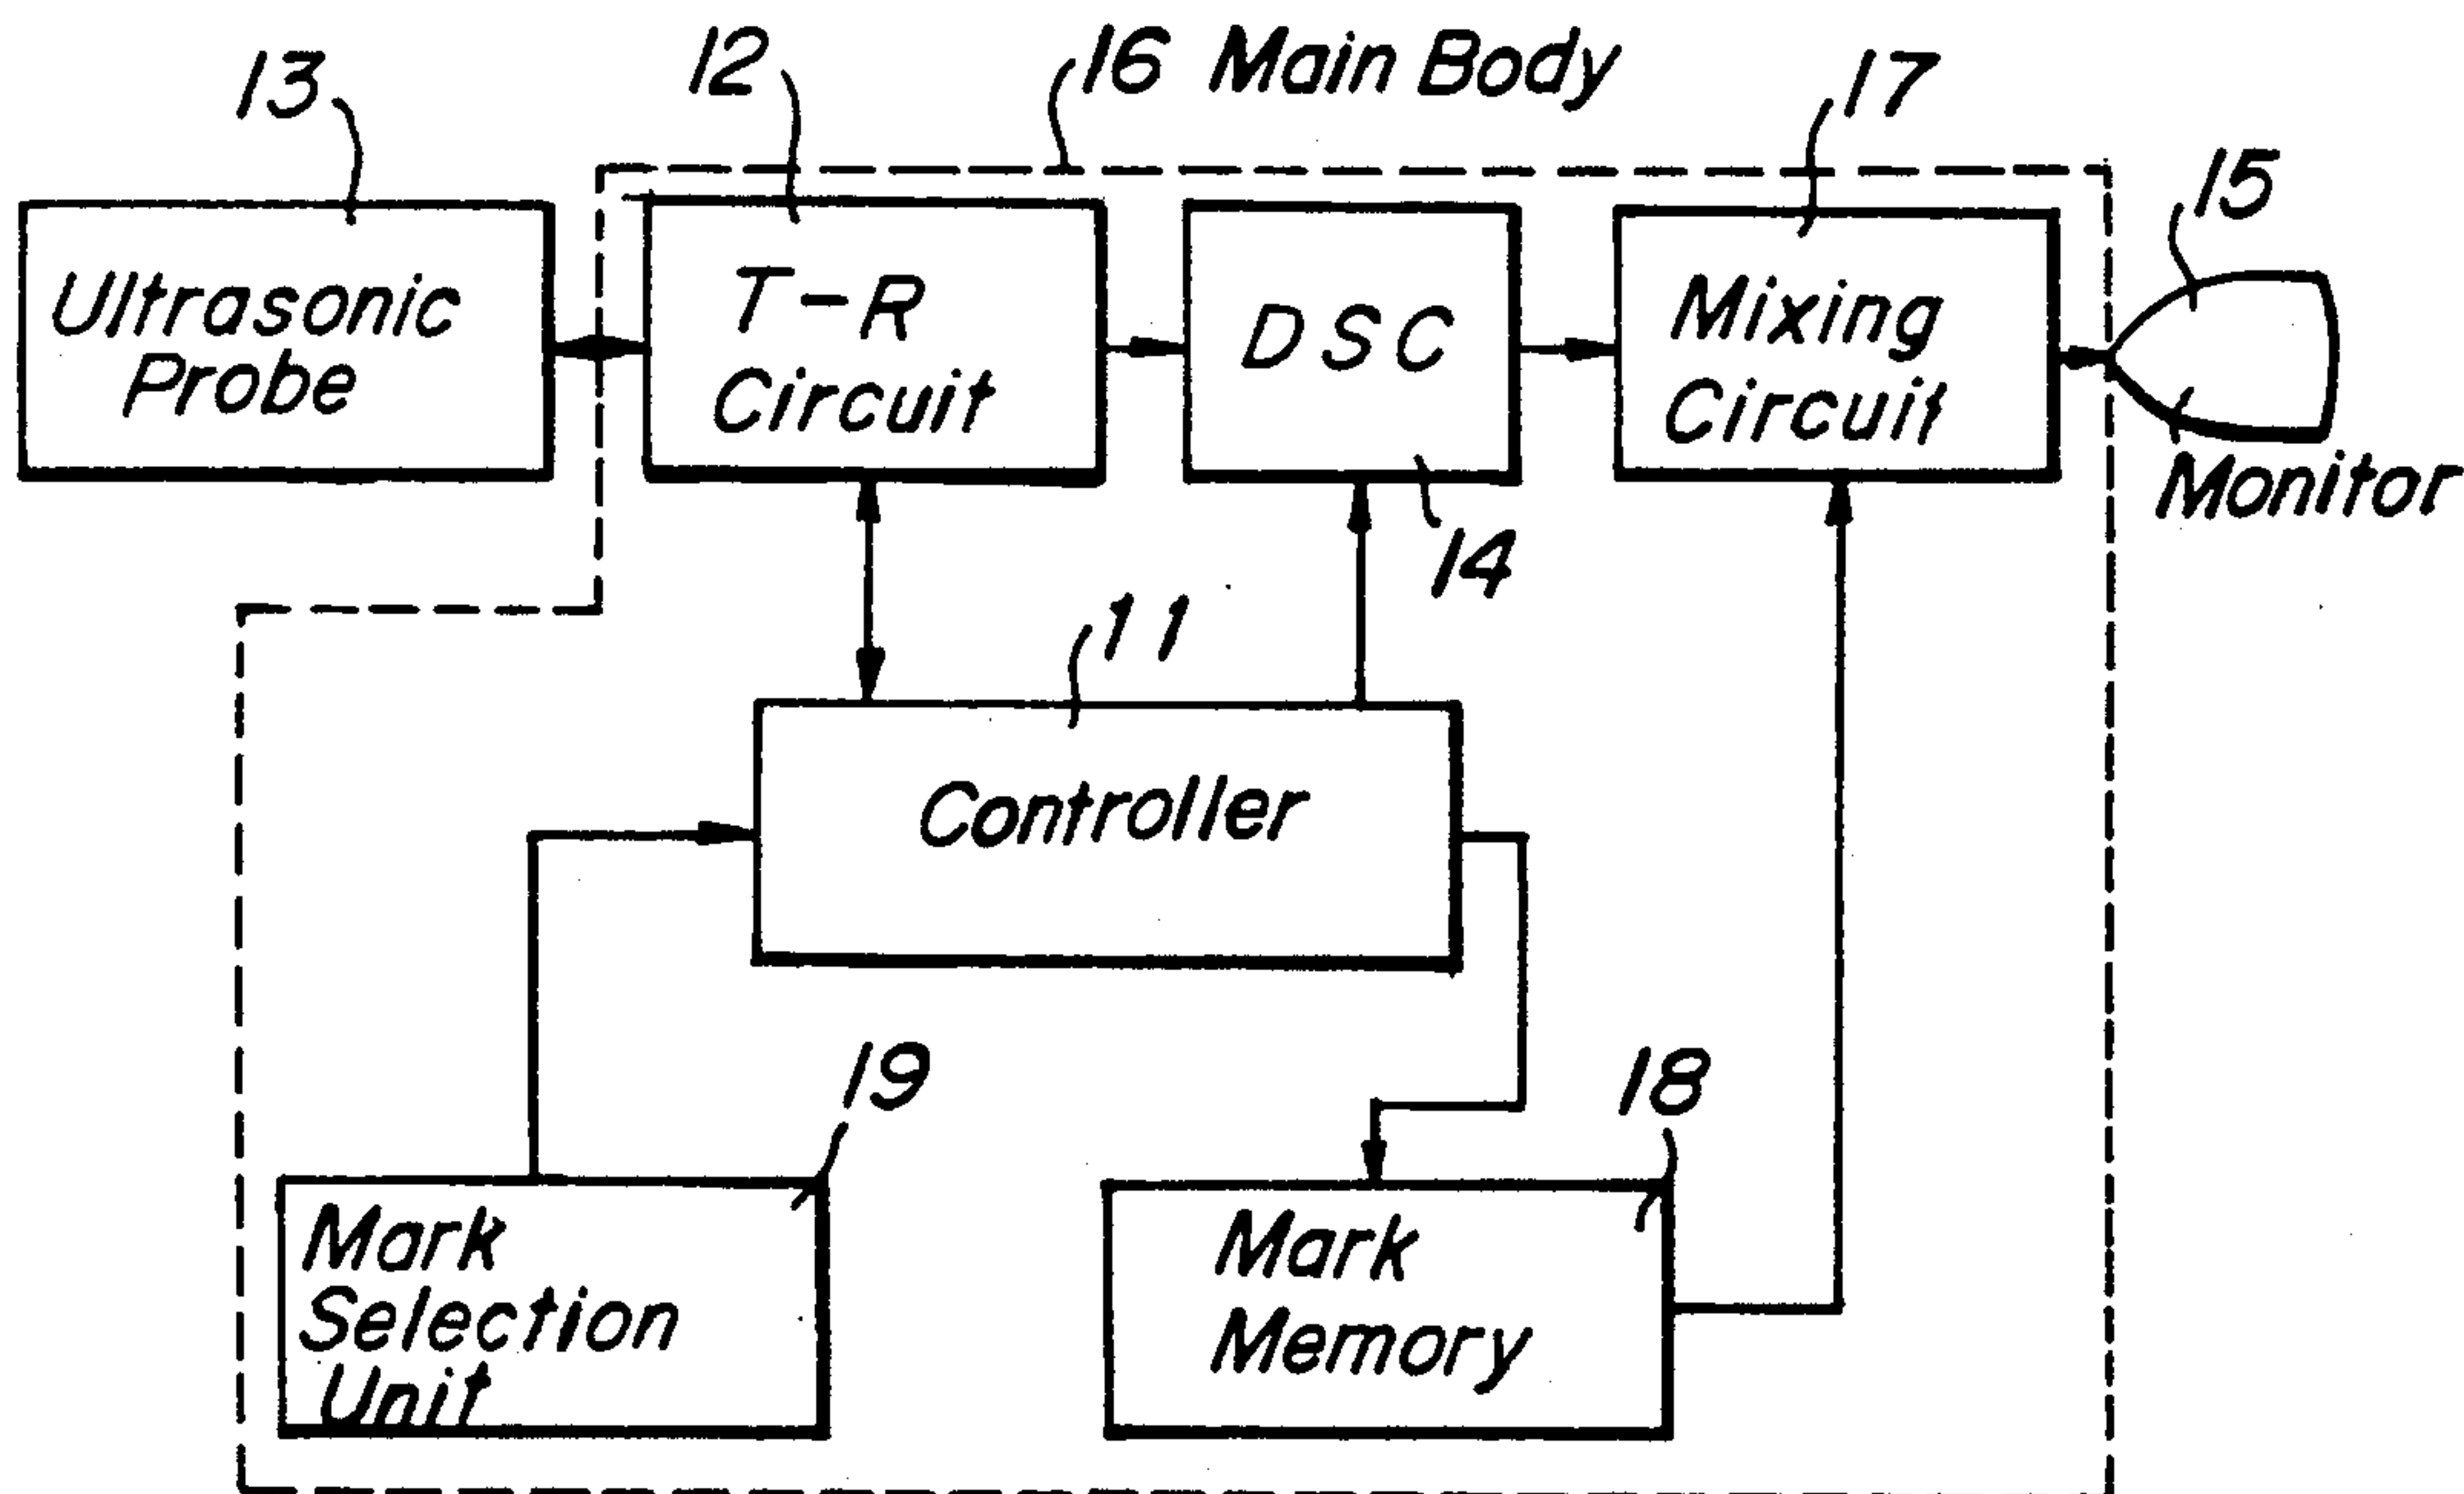 13
12
16 Main Body
17
15
Ultrasonic
Probe
T-R
Circuit
DSC
Mixing
Circuit
Monitor
14
11
Controller
19
18
Mark
Selection
Unit
Mark
Memory